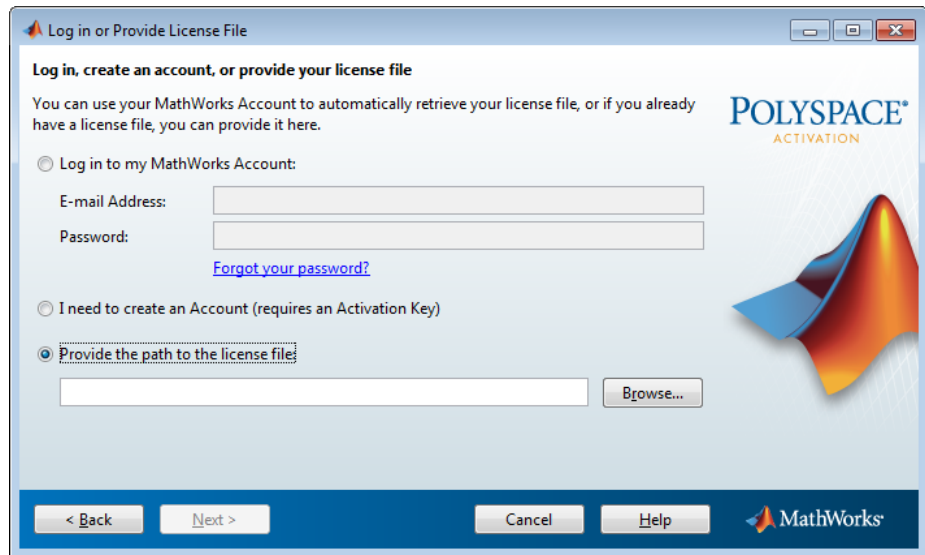 Log in or Provide License File
Log in, create an account, or provide your license file
You can use your MathWorks Account to automatically retrieve your license file, or if you already
have a license file, you can provide it here.
POLYSPACE®
ACTIVATION
Log in to my MathWorks Account:
E-mail Address:
Password:
Forgot your password?
I need to create an Account (requires an Activation Key)
Provide the path to the license file:
Browse...
< Back
Next >
Cancel
Help
MathWorks®